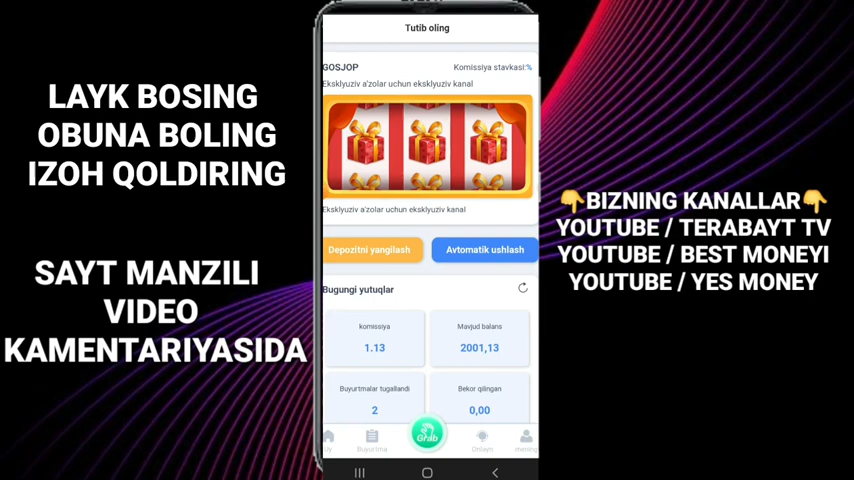 LAYK BOSING
OBUNA BOLING
IZOH QOLDIRING
SAYT MANZILI
VIDEO
KAMENTARIYASIDA
Tutib oling
GOSJOP
Komissiya stavkasi:%
Eksklyuziv a'zolar uchun eksklyuziv kanal
Eksklyuziv a'zolar uchun eksklyuziv kanal
Depozitni yangilash
Avtomatik ushlash
Bugungi yutuqlar
komissiya
Mavjud balans
1.13
2001,13
Buyurtmalar tugallandi
Bekor qilingan
2
0,00
Uy
Buyurtma
Grab
Onlayn
mening
👇BIZNING KANALLAR👇
YOUTUBE / TERABAYT TV
YOUTUBE / BEST MONEYI
YOUTUBE / YES MONEY